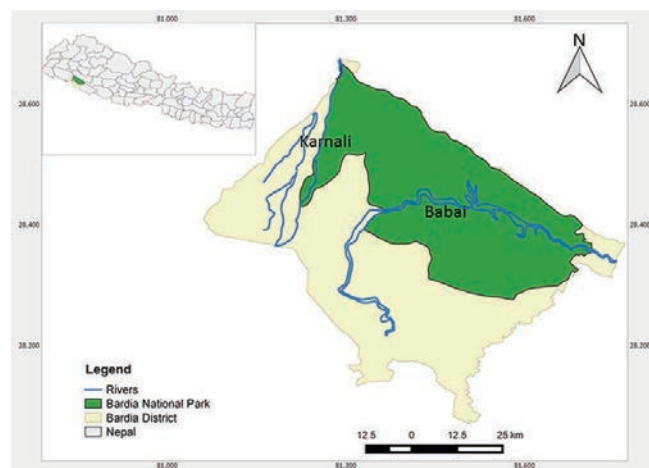 81.000 81.300 81.600
N
28.600 28.600
Karnali
Babai
28.400 28.400
28.200 28.200
Legend
Rivers
Bardia National Park
Bardia District
Nepal
12.5 0 12.5 25 km
81.000 81.300 81.600